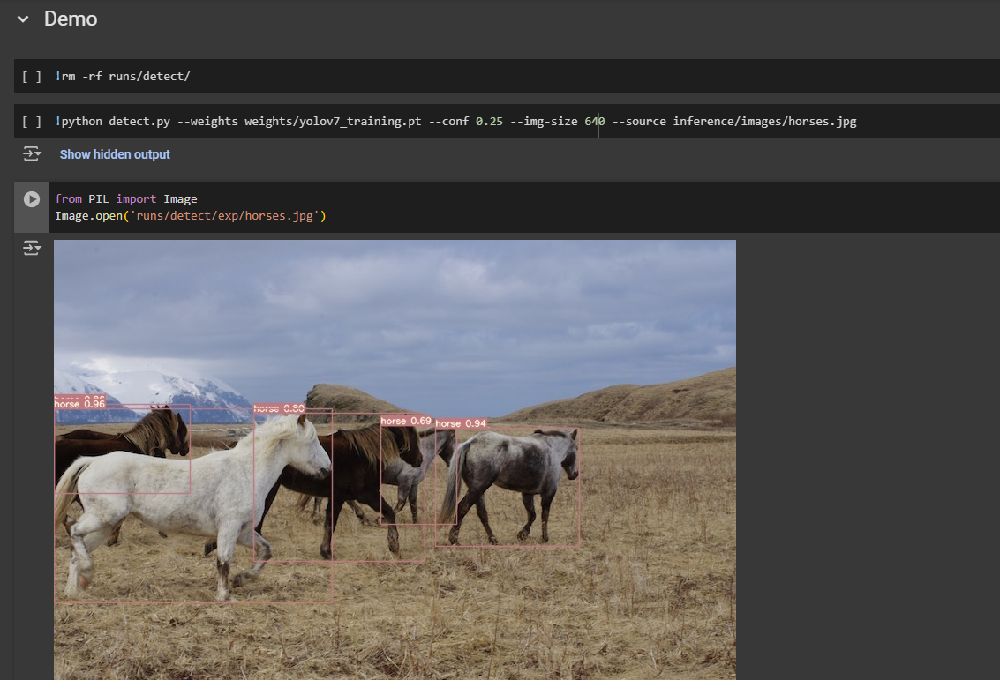 Demo
[ ] !rm -rf runs/detect/
[ ] !python detect.py --weights weights/yolov7_training.pt --conf 0.25 --img-size 640 --source inference/images/horses.jpg
Show hidden output
from PIL import Image
Image.open('runs/detect/exp/horses.jpg')
horse 0.96
horse 0.80
horse 0.69
horse 0.94